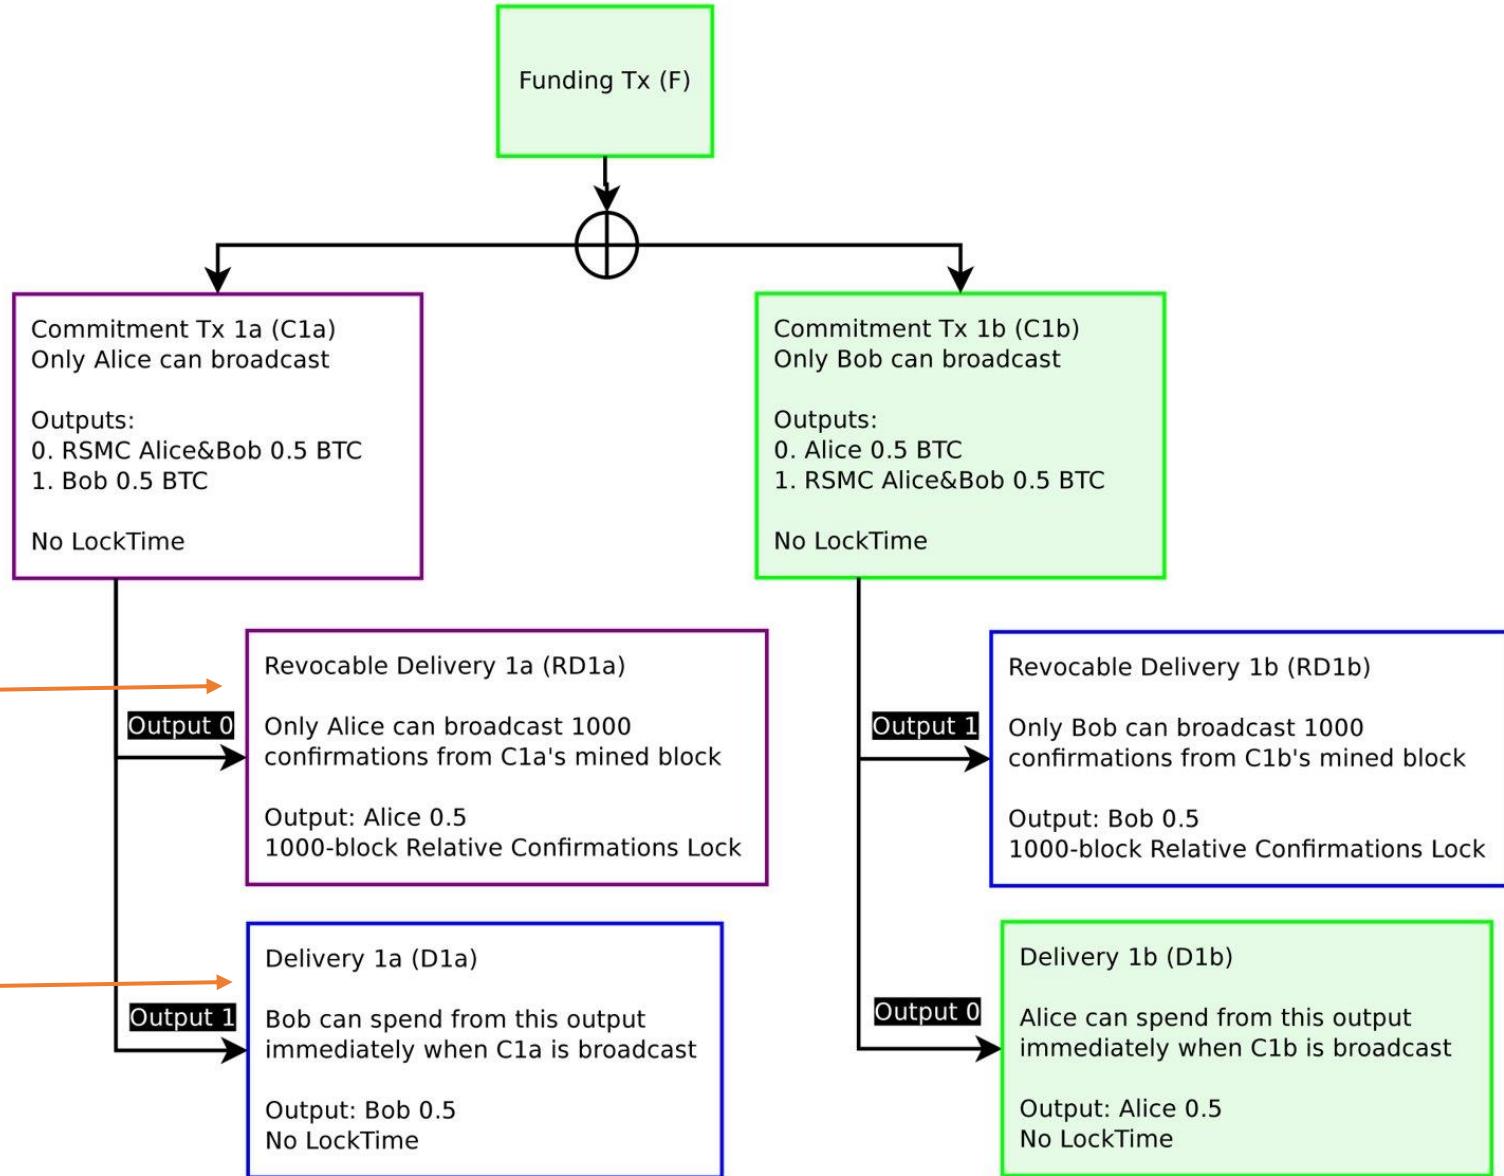 Funding Tx (F)
Commitment Tx 1a (C1a)
Only Alice can broadcast
Outputs:
0. RSMC Alice&Bob 0.5 BTC
1. Bob 0.5 BTC
No LockTime
Commitment Tx 1b (C1b)
Only Bob can broadcast
Outputs:
0. Alice 0.5 BTC
1. RSMC Alice&Bob 0.5 BTC
No LockTime
Output 0
Revocable Delivery 1a (RD1a)
Only Alice can broadcast 1000
confirmations from C1a's mined block
Output: Alice 0.5
1000-block Relative Confirmations Lock
Output 1
Revocable Delivery 1b (RD1b)
Only Bob can broadcast 1000
confirmations from C1b's mined block
Output: Bob 0.5
1000-block Relative Confirmations Lock
Output 1
Delivery 1a (D1a)
Bob can spend from this output
immediately when C1a is broadcast
Output: Bob 0.5
No LockTime
Output 0
Delivery 1b (D1b)
Alice can spend from this output
immediately when C1b is broadcast
Output: Alice 0.5
No LockTime